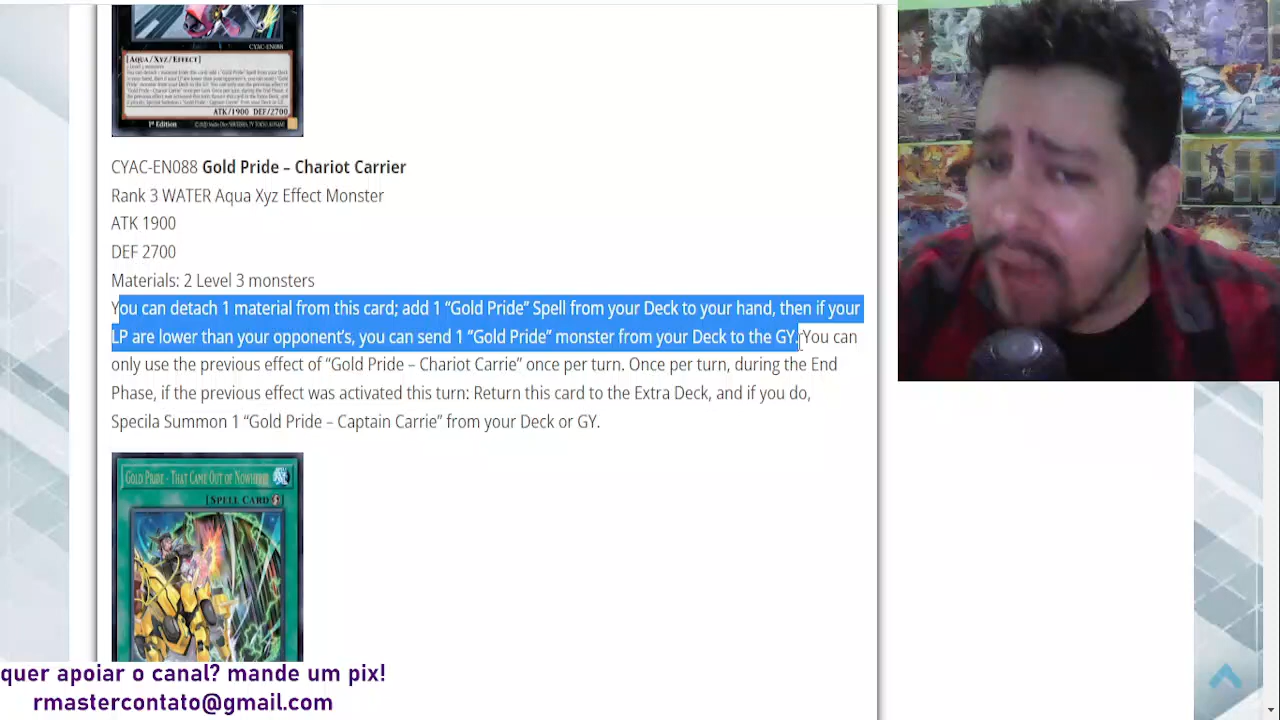 CYAC-EN088
[AQUA/XYZ/EFFECT]
ATK/1900 DEF/2700
1st Edition
CYAC-EN088 Gold Pride – Chariot Carrier
Rank 3 WATER Aqua Xyz Effect Monster
ATK 1900
DEF 2700
Materials: 2 Level 3 monsters
You can detach 1 material from this card; add 1 “Gold Pride” Spell from your Deck to your hand, then if your
LP are lower than your opponent’s, you can send 1 “Gold Pride” monster from your Deck to the GY. You can
only use the previous effect of “Gold Pride – Chariot Carrie” once per turn. Once per turn, during the End
Phase, if the previous effect was activated this turn: Return this card to the Extra Deck, and if you do,
Specila Summon 1 “Gold Pride – Captain Carrie” from your Deck or GY.
GOLD PRIDE - THAT CAME OUT OF NOWHERE!
[SPELL CARD]
quer apoiar o canal? mande um pix!
rmastercontato@gmail.com